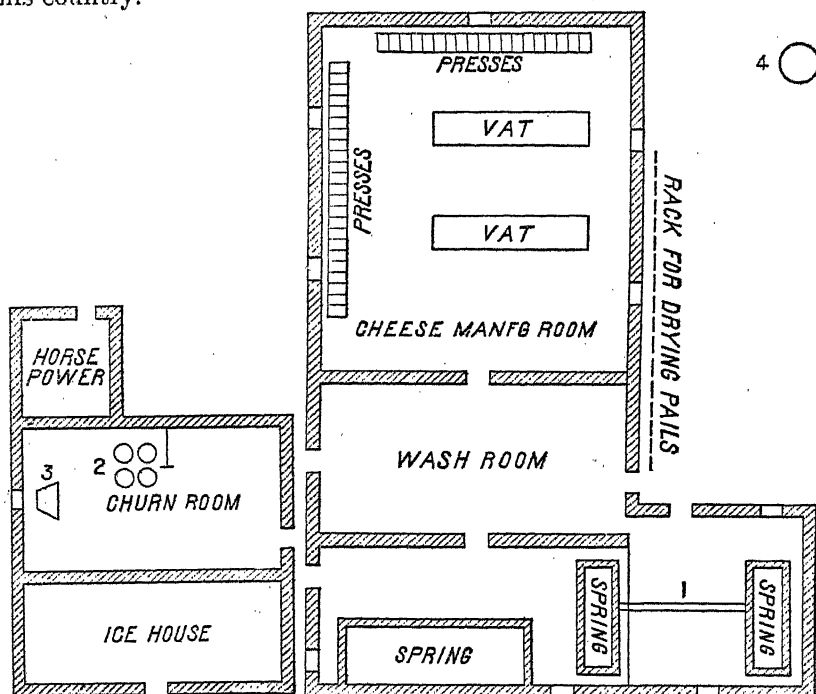 this country.
PRESSES
4
VAT
PRESSES
VAT
RACK FOR DRYING PAILS
CHEESE MANFG ROOM
HORSE
POWER
2
3
CHURN ROOM
WASH ROOM
ICE HOUSE
SPRING
SPRING
1
SPRING